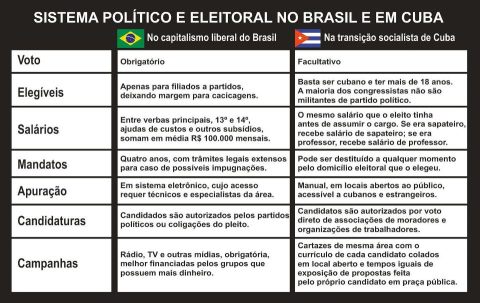 SISTEMA POLÍTICO E ELEITORAL NO BRASIL E EM CUBA
No capitalismo liberal do Brasil
Na transição socialista de Cuba
Voto
Obrigatório
Facultativo
Elegíveis
Apenas para filiados a partidos,
deixando margem para cacicagens.
Basta ser cubano e ter mais de 18 anos.
A maioria dos congressistas não são
militantes de partido político.
Salários
Entre verbas principais, 13º e 14º,
ajudas de custo e outros subsídios,
somam em média R$ 100.000 mensais.
O mesmo salário que o eleito tinha
antes de assumir o cargo. Se era sapateiro,
recebe salário de sapateiro; se era
professor, recebe salário de professor.
Mandatos
Quatro anos, com trâmites legais extensos
para caso de possíveis impugnações.
Pode ser destituído a qualquer momento
pelo domicílio eleitoral que o elegeu.
Apuração
Em sistema eletrônico, cujo acesso
requer técnicos e especialistas da área.
Manual, em locais abertos ao público,
acessível a cubanos e estrangeiros.
Candidaturas
Candidados são autorizados pelos partidos
políticos ou coligações do pleito.
Candidatos são autorizados por voto
direto de associações de moradores e
organizações de trabalhadores.
Campanhas
Rádio, TV e outras mídias, obrigatória,
melhor financiadas pelos grupos que
possuem mais dinheiro.
Cartazes de mesma área com o
currículo de cada candidato colados
em local aberto e tempos iguais de
exposição de propostas feita
pelo próprio candidato em praça pública.